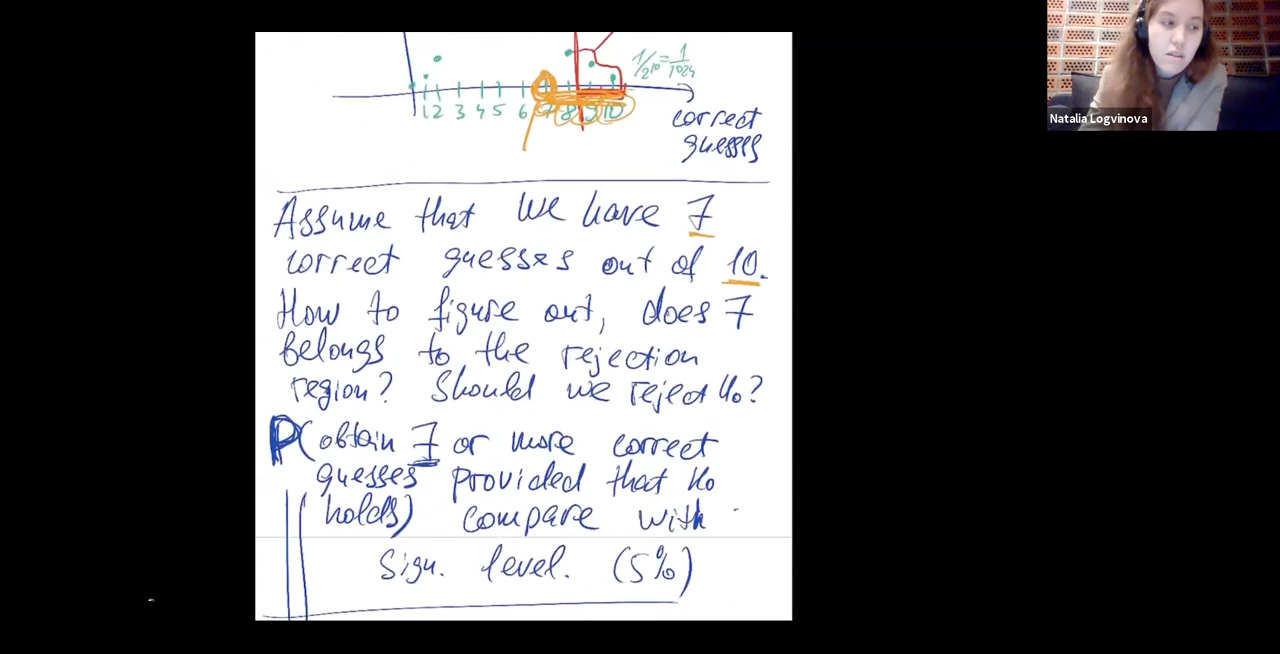 1/2^10 = 1/1024
1 2 3 4 5 6 7 8 9 10
correct
guesses
Natalia Logvinova
Assume that we have 7
correct guesses out of 10.
How to figure out, does 7
belongs to the rejection
region? Should we reject H0?
P(obtain 7 or more correct
guesses provided that H0
holds) compare with
sign. level. (5%)